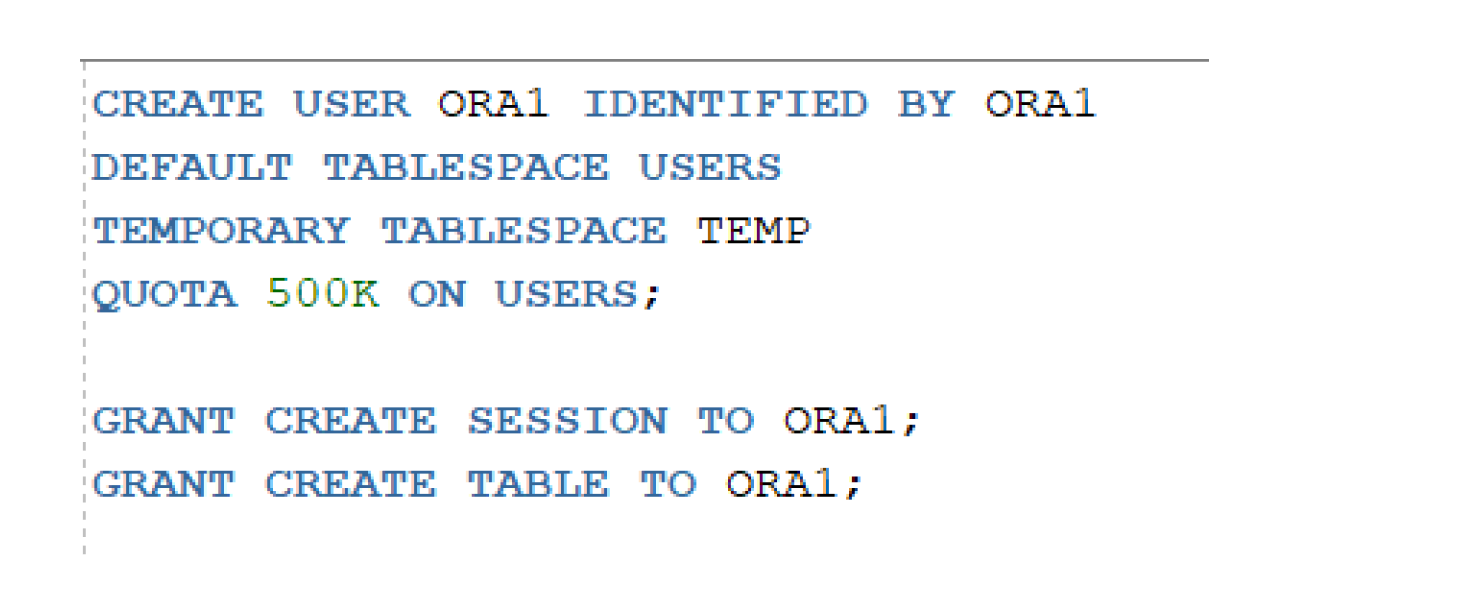 CREATE USER ORA1 IDENTIFIED BY ORA1
DEFAULT TABLESPACE USERS
TEMPORARY TABLESPACE TEMP
QUOTA 500K ON USERS;
GRANT CREATE SESSION TO ORA1;
GRANT CREATE TABLE TO ORA1;